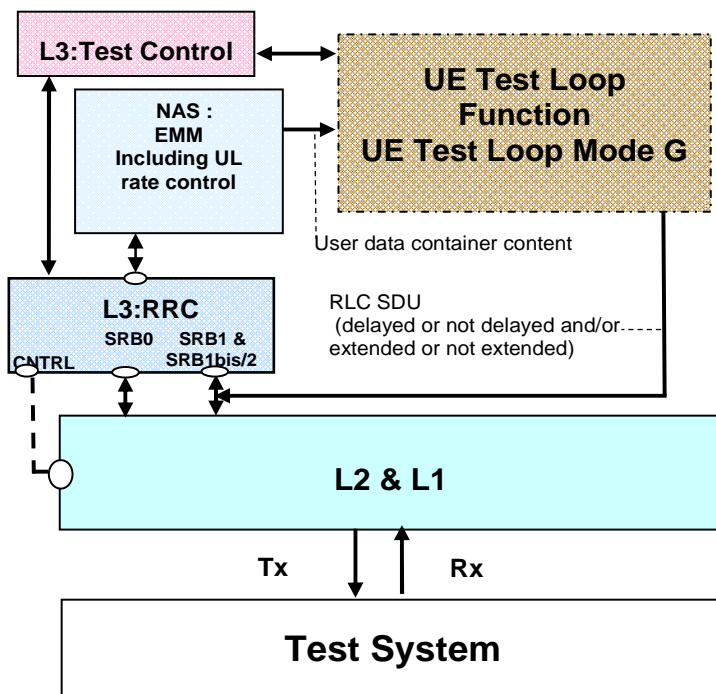 L3:Test Control
UE Test Loop
Function
UE Test Loop Mode G
NAS :
EMM
Including UL
rate control
User data container content
L3:RRC
SRB0
SRB1 &
SRB1bis/2
CNTRL
RLC SDU
(delayed or not delayed and/or
extended or not extended)
L2 & L1
Tx
Rx
Test System